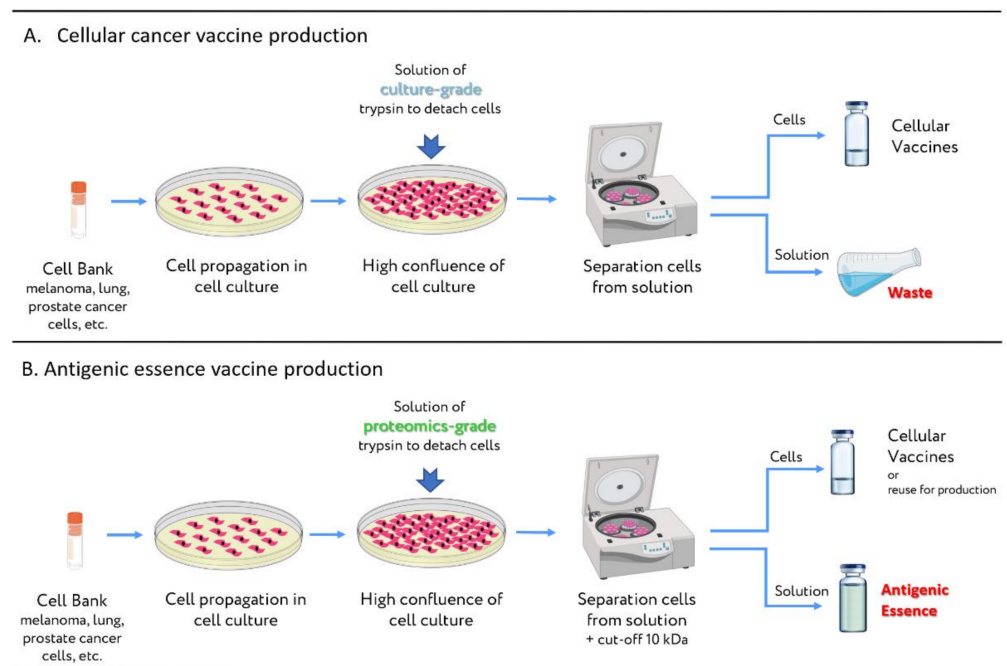 A. Cellular cancer vaccine production
Solution of
culture-grade
trypsin to detach cells
Cells
Cellular
Vaccines
Cell Bank
melanoma, lung,
prostate cancer
cells, etc.
Cell propagation in
cell culture
High confluence of
cell culture
Separation cells
from solution
Solution
Waste
B. Antigenic essence vaccine production
Solution of
proteomics-grade
trypsin to detach cells
Cells
Cellular
Vaccines
or
reuse for production
Cell Bank
melanoma, lung,
prostate cancer
cells, etc.
Cell propagation in
cell culture
High confluence of
cell culture
Separation cells
from solution
+ cut-off 10 kDa
Solution
Antigenic
Essence